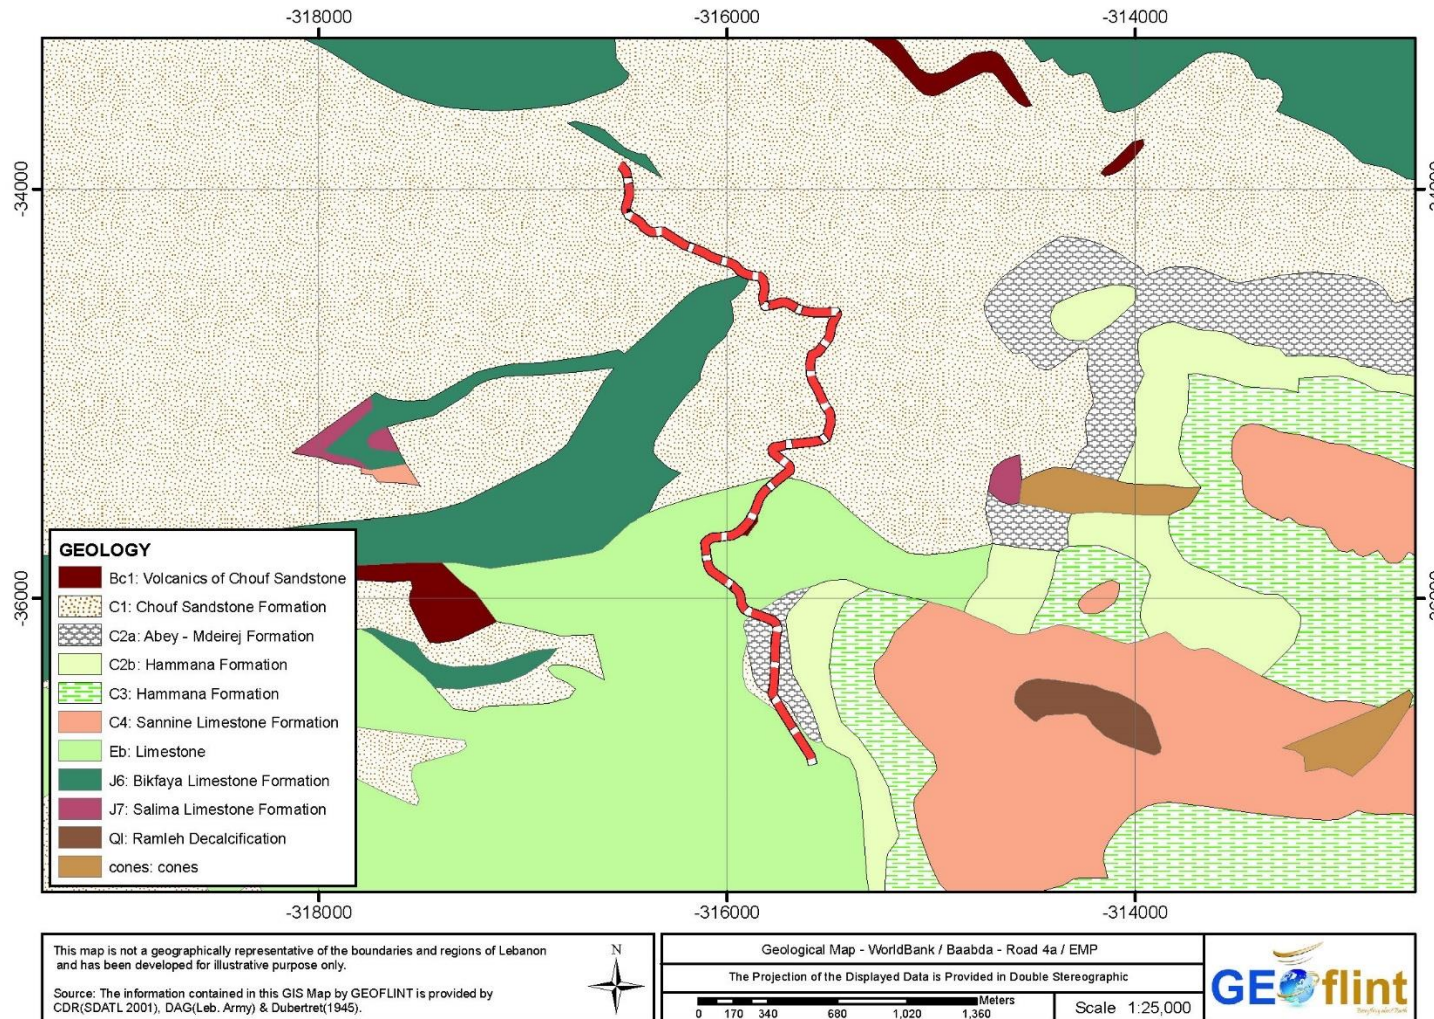 -318000
-316000
-314000
-34000
-36000
GEOLOGY
Bc1: Volcanics of Chouf Sandstone
C1: Chouf Sandstone Formation
C2a: Abey - Mdeirej Formation
C2b: Hammana Formation
C3: Hammana Formation
C4: Sannine Limestone Formation
Eb: Limestone
J6: Bikfaya Limestone Formation
J7: Salima Limestone Formation
Ql: Ramleh Decalcification
cones: cones
-318000
-316000
-314000
This map is not a geographically representative of the boundaries and regions of Lebanon
and has been developed for illustrative purpose only.
Source: The information contained in this GIS Map by GEOFLINT is provided by
CDR(SDATL 2001), DAG(Leb. Army) & Dubertret(1945).
N
Geological Map - WorldBank / Baabda - Road 4a / EMP
The Projection of the Displayed Data is Provided in Double Stereographic
Meters
0 170 340 680 1,020 1,360
Scale 1:25,000
GEOflint